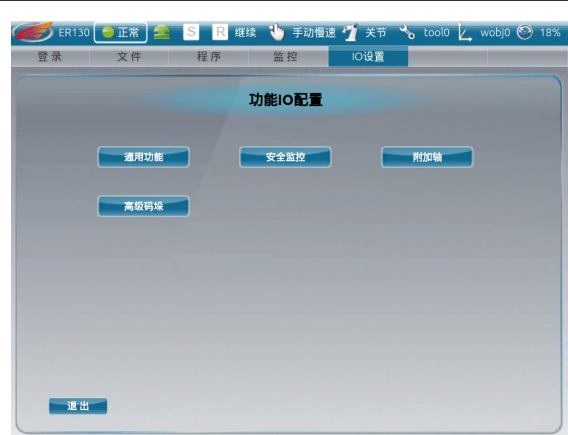 ER130 正常 S R 继续 手动慢速 关节 tool0 wobj0 18%
登录 文件 程序 监控 IO设置
功能IO配置
通用功能 安全监控 附加轴
高级码垛
退出